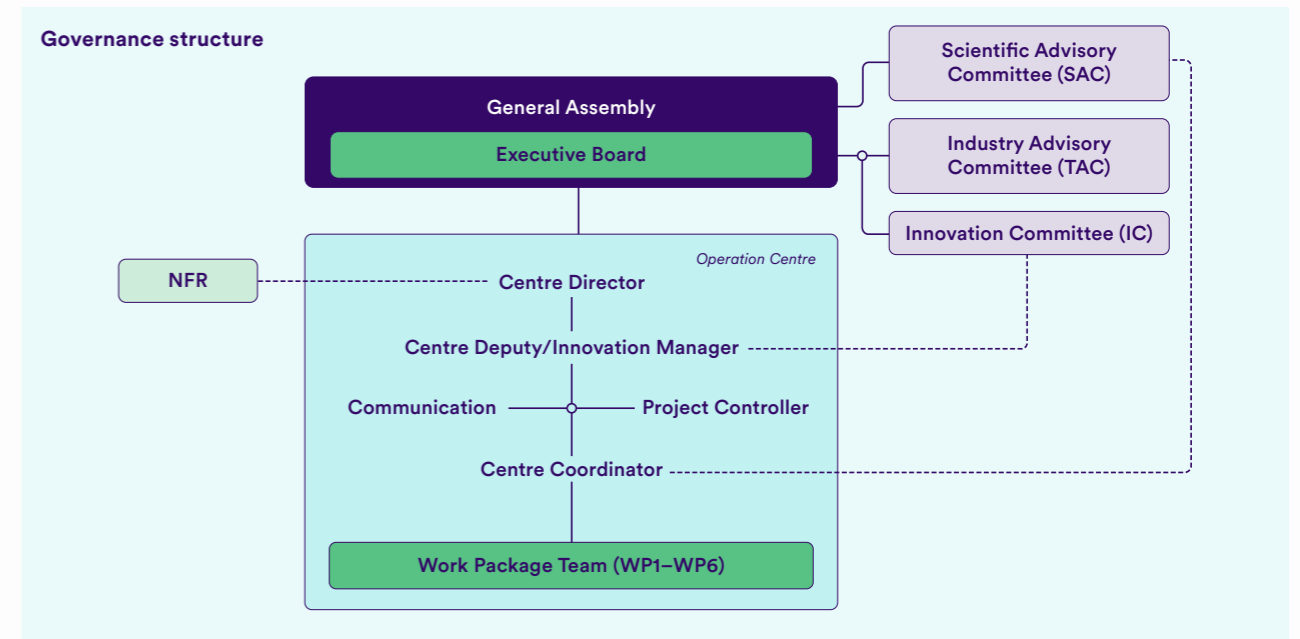 Governance structure
General Assembly
Executive Board
Scientific Advisory
Committee (SAC)
Industry Advisory
Committee (TAC)
Innovation Committee (IC)
Operation Centre
NFR
Centre Director
Centre Deputy/Innovation Manager
Communication
Project Controller
Centre Coordinator
Work Package Team (WP1–WP6)